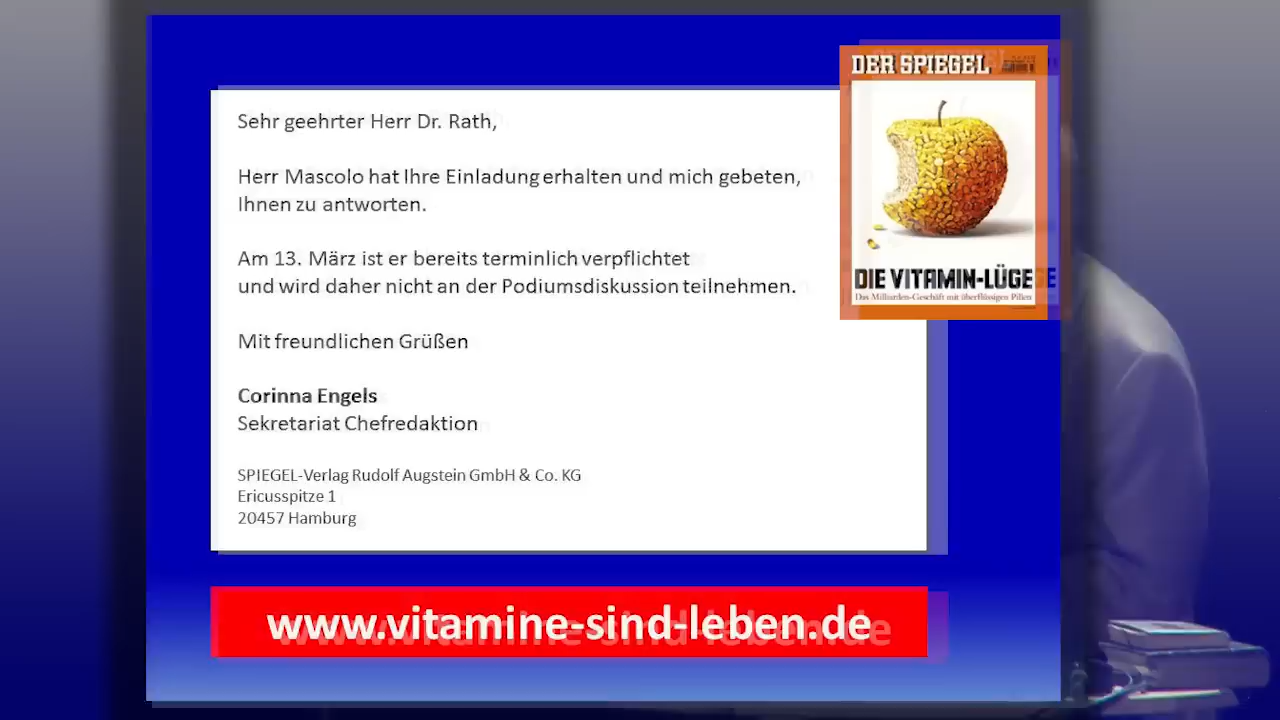 Sehr geehrter Herr Dr. Rath,
Herr Mascolo hat Ihre Einladung erhalten und mich gebeten,
Ihnen zu antworten.
Am 13. März ist er bereits terminlich verpflichtet
und wird daher nicht an der Podiumsdiskussion teilnehmen.
Mit freundlichen Grüßen
Corinna Engels
Sekretariat Chefredaktion
SPIEGEL-Verlag Rudolf Augstein GmbH & Co. KG
Ericusspitze 1
20457 Hamburg
DER SPIEGEL
DIE VITAMIN-LÜGE
Das Milliarden-Geschäft mit überflüssigen Pillen
www.vitamine-sind-leben.de